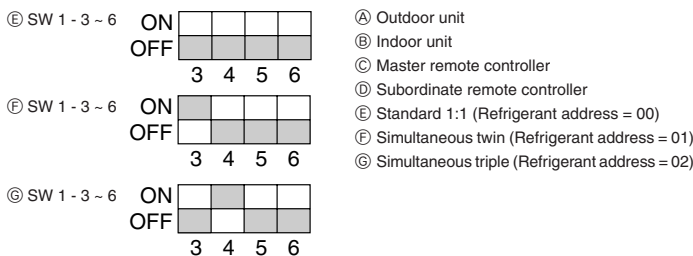 Ⓔ SW 1 - 3 ~ 6
ON
OFF
3 4 5 6
Ⓕ SW 1 - 3 ~ 6
ON
OFF
3 4 5 6
Ⓖ SW 1 - 3 ~ 6
ON
OFF
3 4 5 6
Ⓐ Outdoor unit
Ⓑ Indoor unit
Ⓒ Master remote controller
Ⓓ Subordinate remote controller
Ⓔ Standard 1:1 (Refrigerant address = 00)
Ⓕ Simultaneous twin (Refrigerant address = 01)
Ⓖ Simultaneous triple (Refrigerant address = 02)